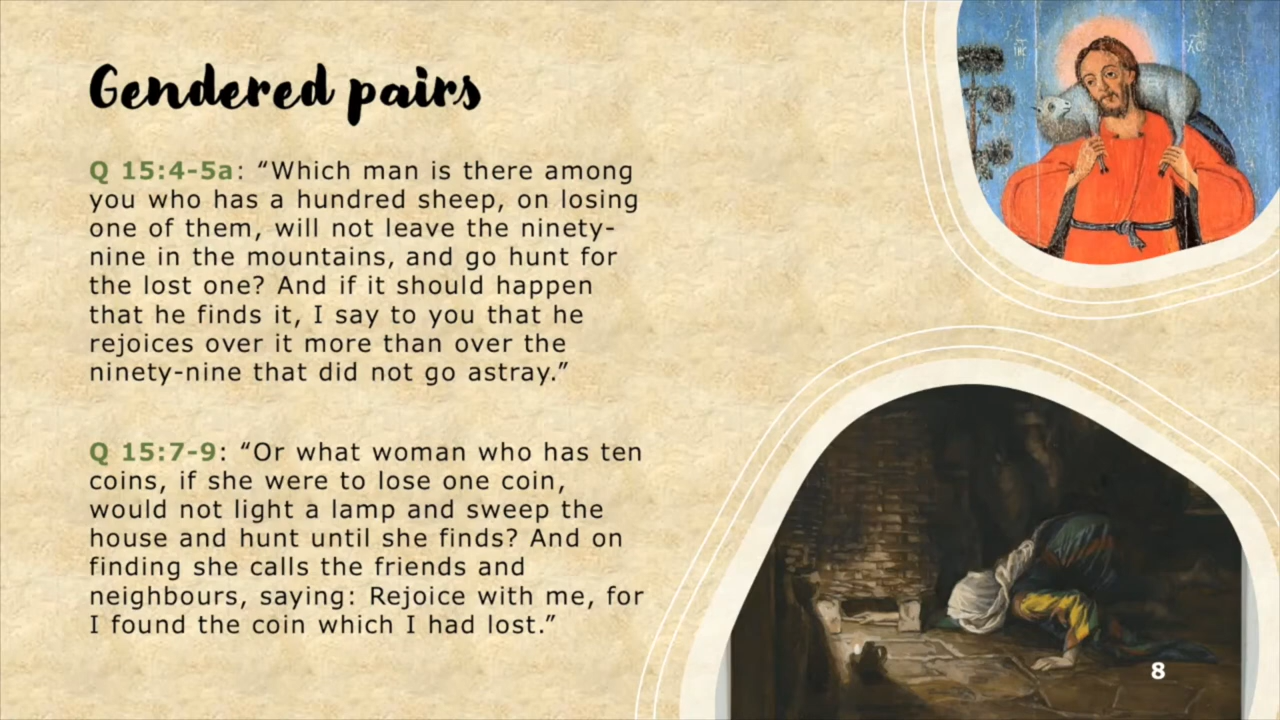 Gendered pairs
Q 15:4-5a: “Which man is there among
you who has a hundred sheep, on losing
one of them, will not leave the ninety-
nine in the mountains, and go hunt for
the lost one? And if it should happen
that he finds it, I say to you that he
rejoices over it more than over the
ninety-nine that did not go astray.”
Q 15:7-9: “Or what woman who has ten
coins, if she were to lose one coin,
would not light a lamp and sweep the
house and hunt until she finds? And on
finding she calls the friends and
neighbours, saying: Rejoice with me, for
I found the coin which I had lost.”
8